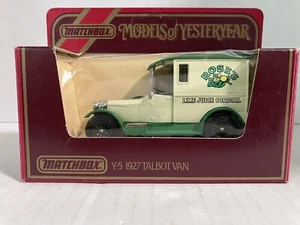 MATCHBOX
MODELS OF YESTERYEAR
ROSE'S
LIME JUICE CORDIAL
MATCHBOX
Y-5 1927 TALBOT VAN